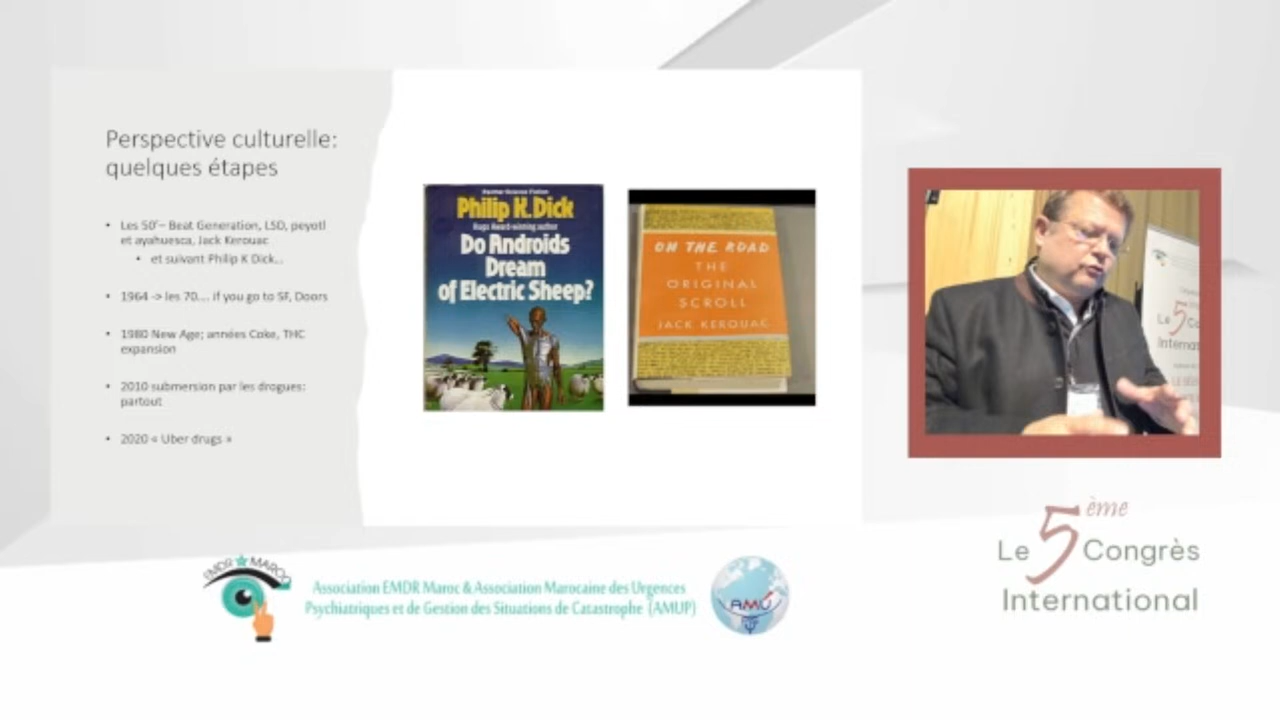 Perspective culturelle:
quelques étapes
• Les 50'– Beat Generation, LSD, peyotl
et ayahuesca, Jack Kerouac
• et suivant Philip K Dick...
• 1964 -> les 70.... if you go to SF, Doors
• 1980 New Age; années Coke, THC
expansion
• 2010 submersion par les drogues:
partout
• 2020 « Uber drugs »
Philip K. Dick
Hugo Award-winning author
Do Androids
Dream
of Electric Sheep?
ON THE ROAD
THE
ORIGINAL
SCROLL
JACK KEROUAC
Le 5
Internat
EMDR MAROC
Association EMDR Maroc & Association Marocaine des Urgences
Psychiatriques et de Gestion des Situations de Catastrophe (AMUP)
AMU
Le 5ème Congrès
International